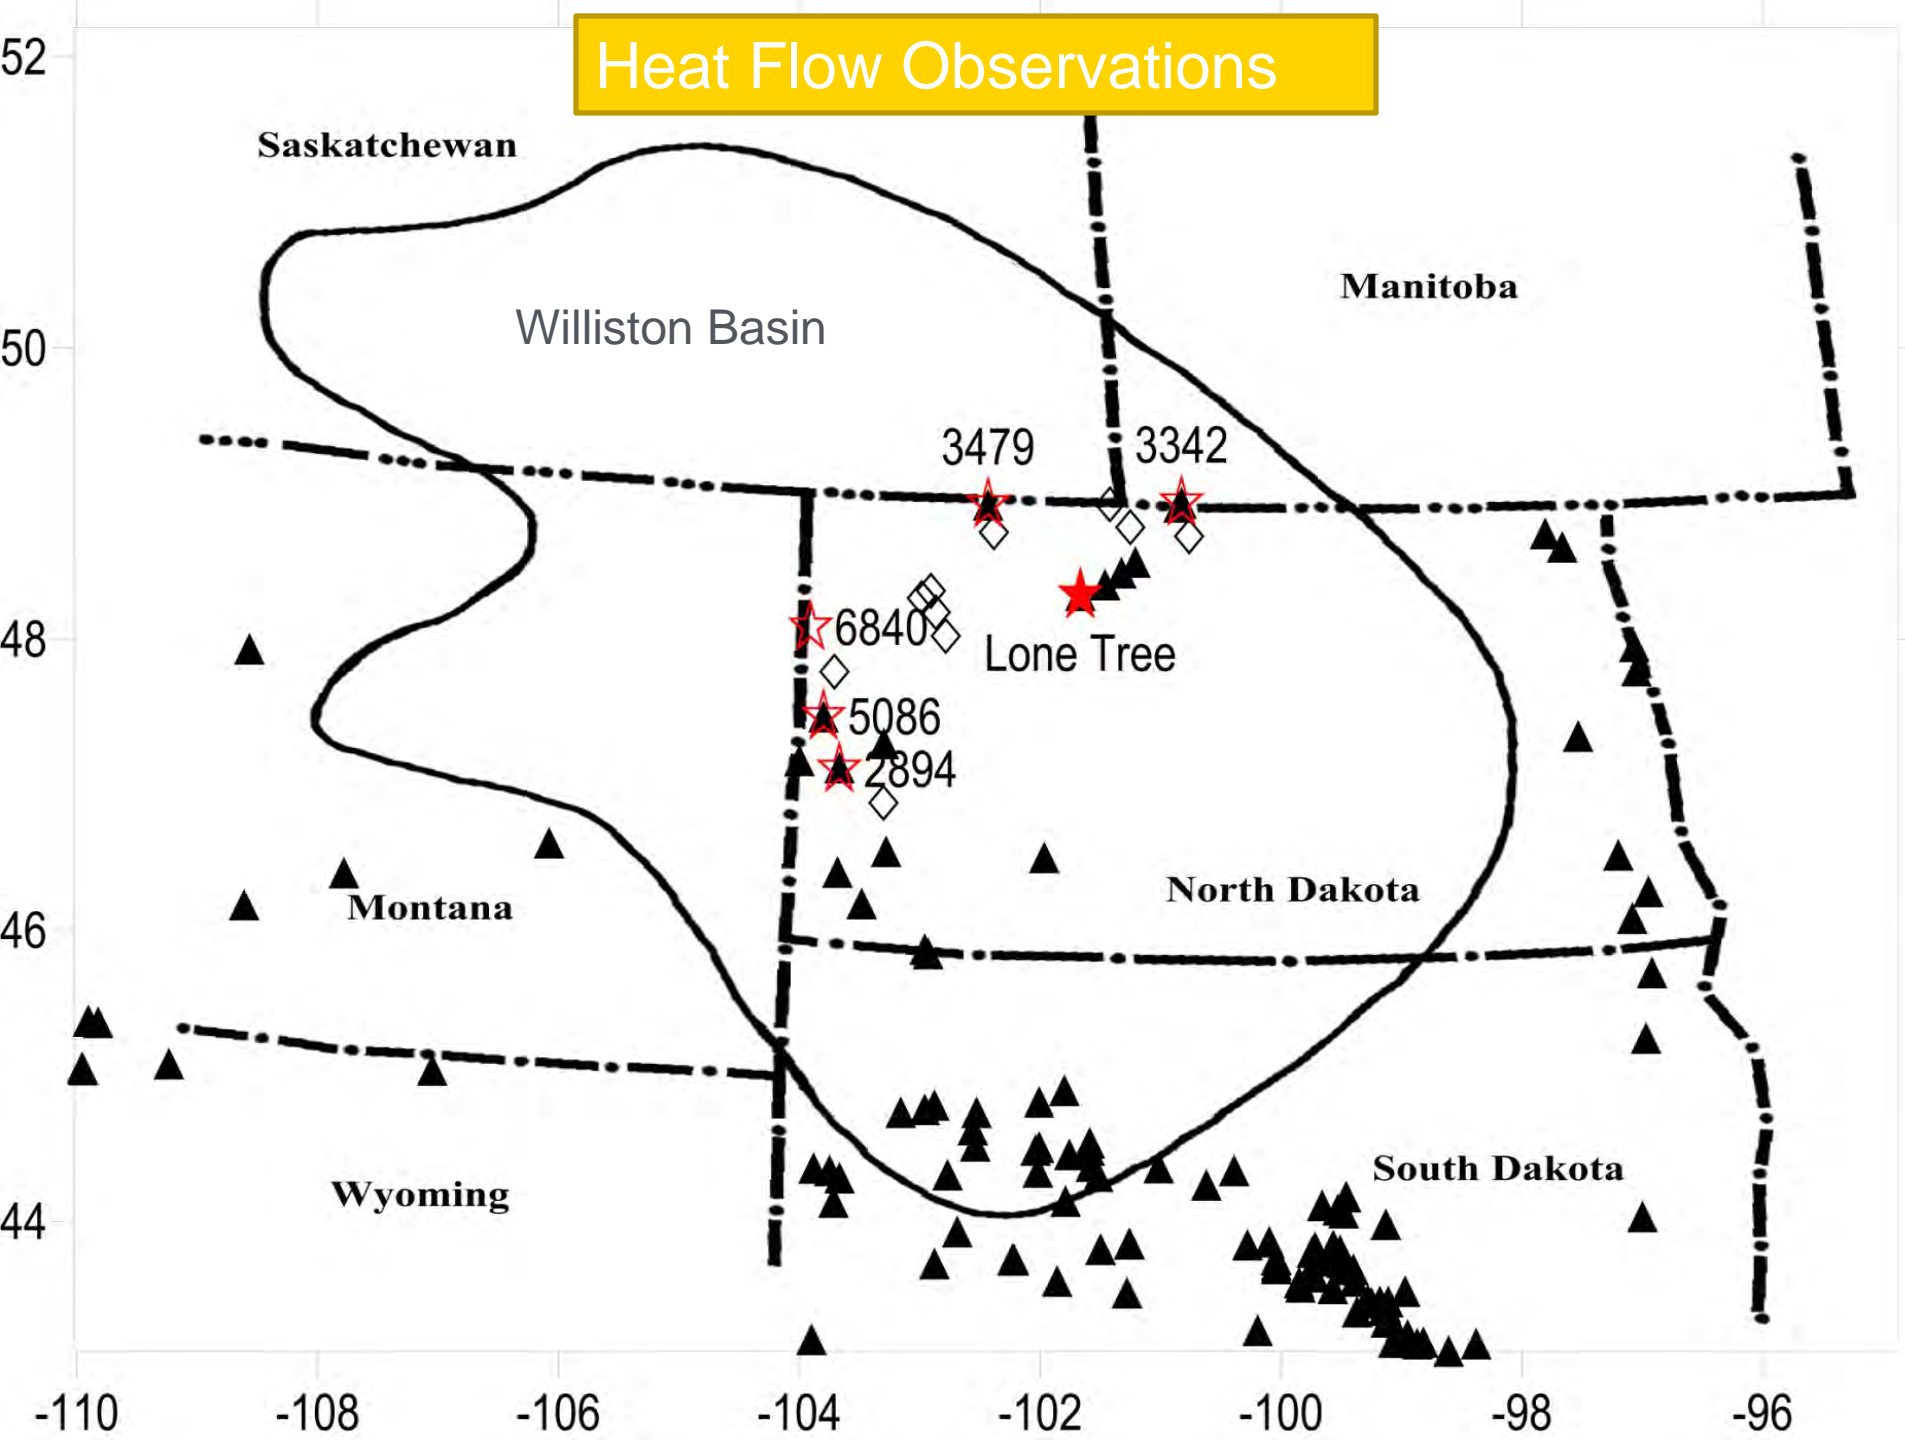 Heat Flow Observations
52
Saskatchewan
Manitoba
Williston Basin
50
3479
3342
48
6840
Lone Tree
5086
2894
North Dakota
Montana
46
South Dakota
Wyoming
44
-110
-108
-106
-104
-102
-100
-98
-96